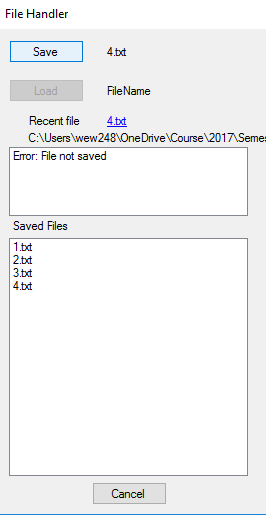 File Handler
Save 4.txt
Load FileName
Recent file 4.txt
C:\Users\wew248\OneDrive\Course\2017\Semes
Error: File not saved
Saved Files
1.txt
2.txt
3.txt
4.txt
Cancel